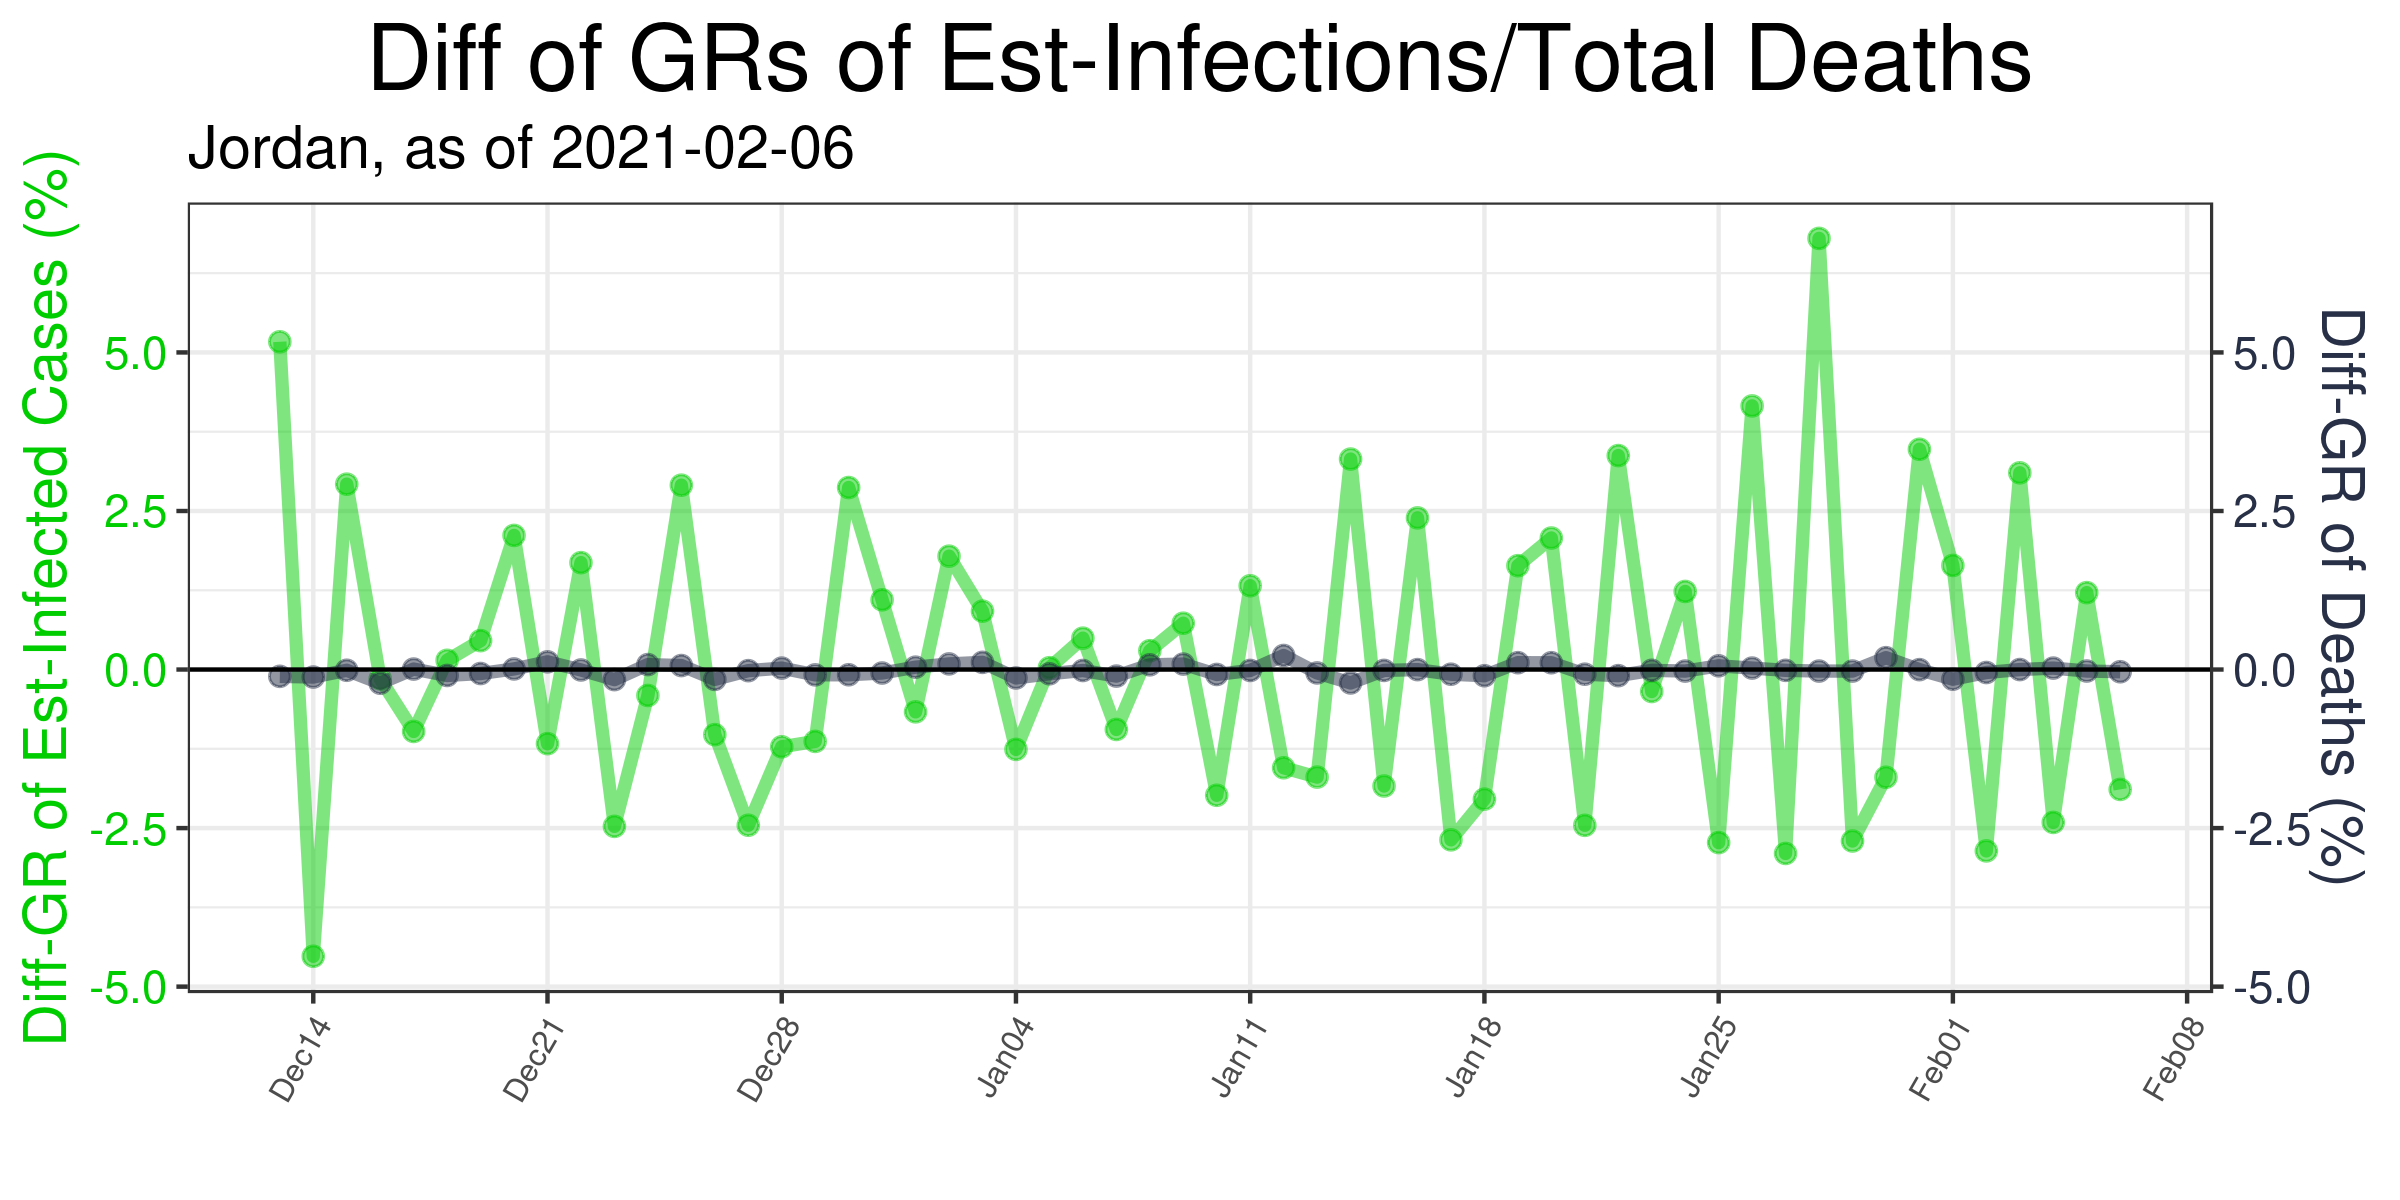 Diff of GRs of Est-Infections/Total Deaths
Jordan, as of 2021-02-06
Diff-GR of Est-Infected Cases (%)
5.0
2.5
0.0
-2.5
-5.0
5.0
2.5
0.0
-2.5
-5.0
Diff-GR of Deaths (%)
Dec14
Dec21
Dec28
Jan04
Jan11
Jan18
Jan25
Feb01
Feb08